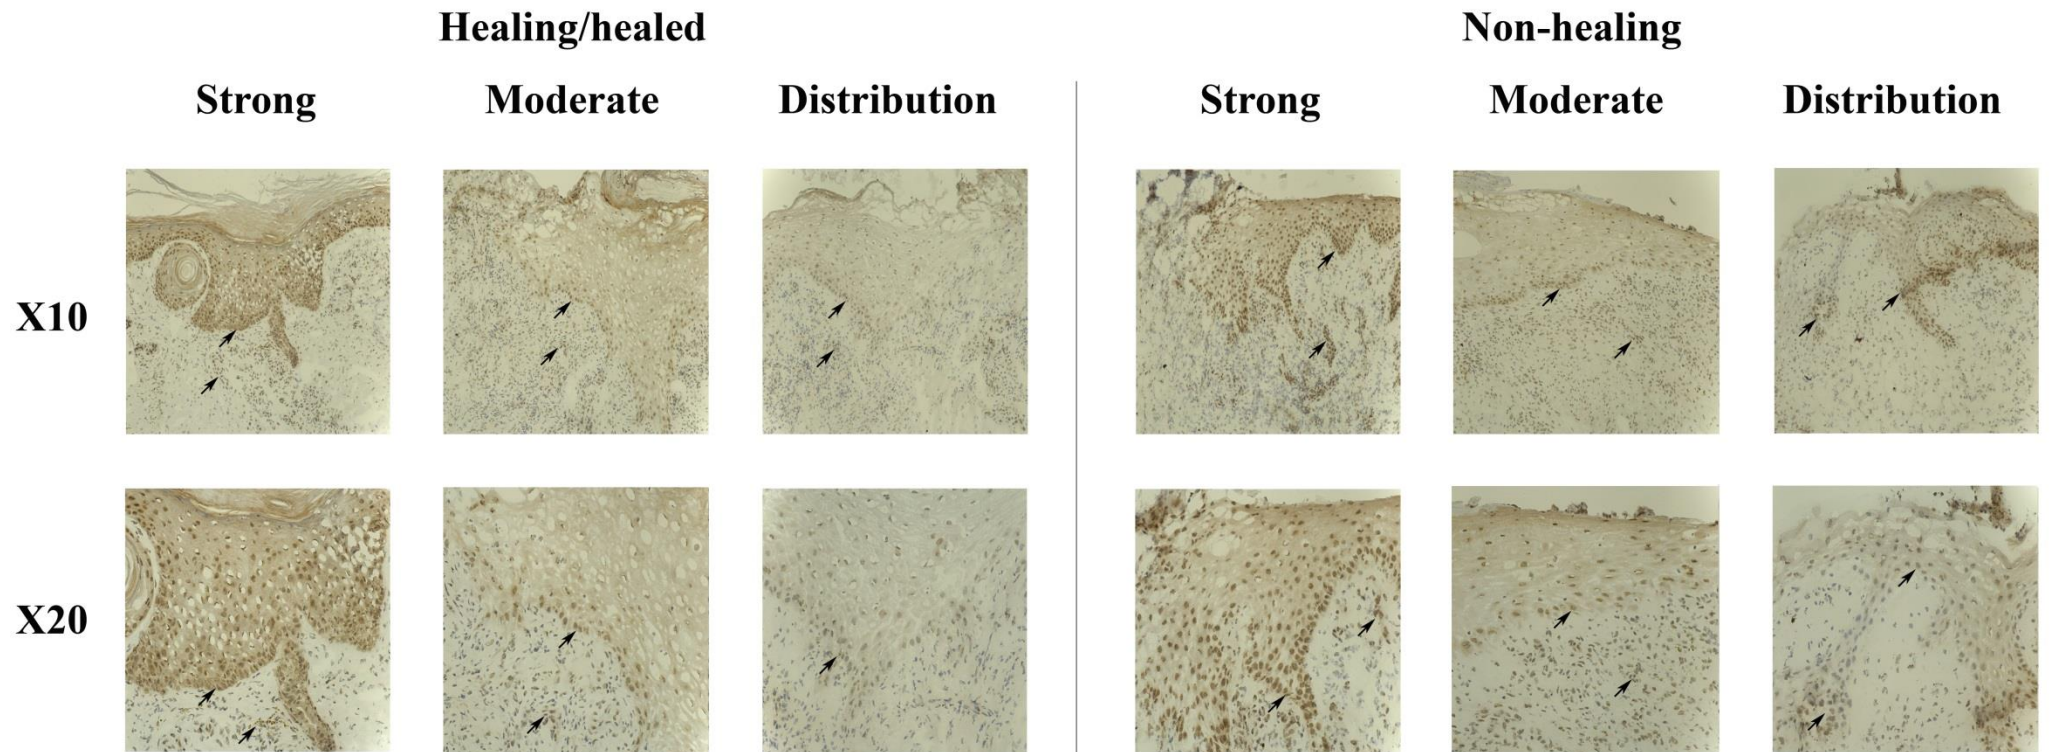 Healing/healed Non-healing
Strong Moderate Distribution Strong Moderate Distribution
X10
X20